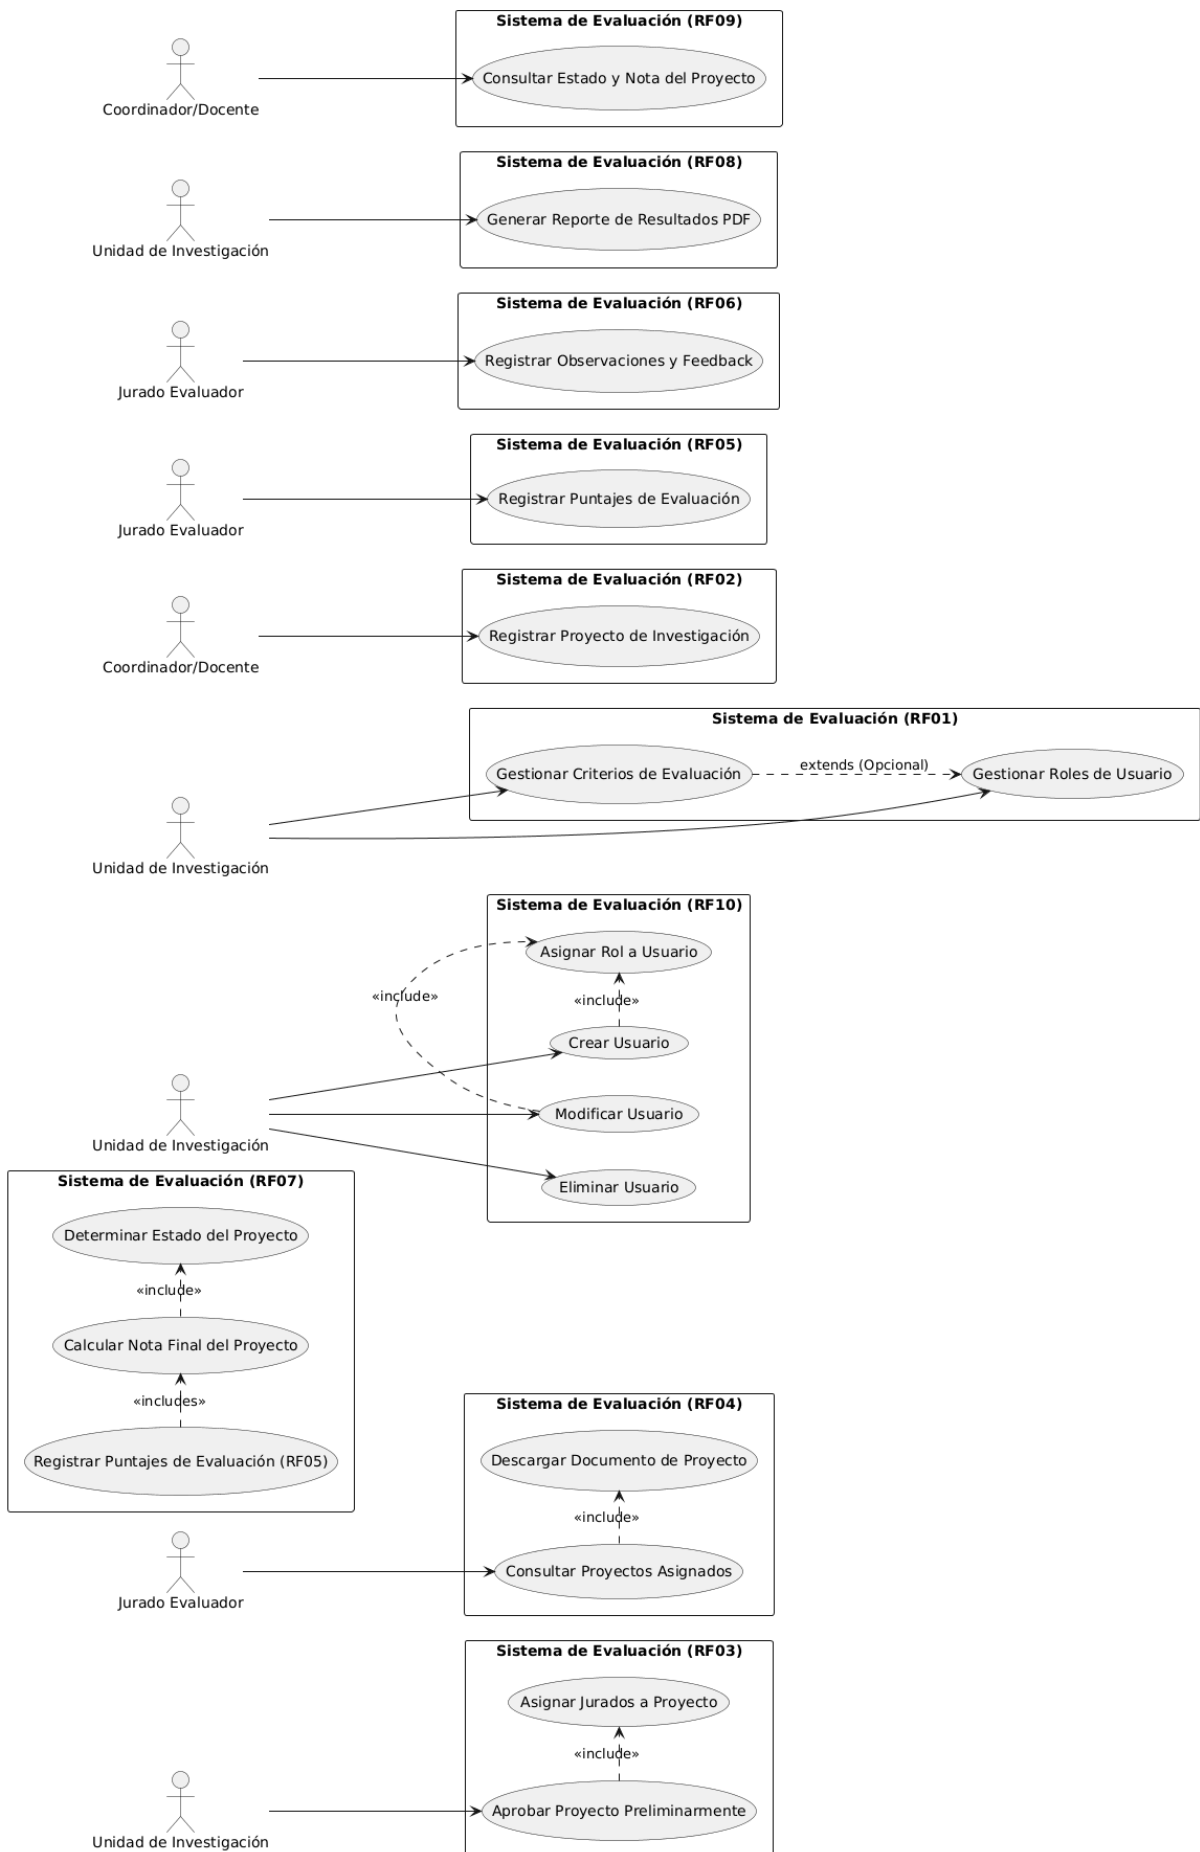 Sistema de Evaluación (RF09)
Consultar Estado y Nota del Proyecto
Coordinador/Docente
Sistema de Evaluación (RF08)
Generar Reporte de Resultados PDF
Unidad de Investigación
Sistema de Evaluación (RF06)
Registrar Observaciones y Feedback
Jurado Evaluador
Sistema de Evaluación (RF05)
Registrar Puntajes de Evaluación
Jurado Evaluador
Sistema de Evaluación (RF02)
Registrar Proyecto de Investigación
Coordinador/Docente
Sistema de Evaluación (RF01)
extends (Opcional)
Gestionar Criterios de Evaluación
Gestionar Roles de Usuario
Unidad de Investigación
Sistema de Evaluación (RF10)
Asignar Rol a Usuario
«include»
«include»
Crear Usuario
Modificar Usuario
Unidad de Investigación
Eliminar Usuario
Sistema de Evaluación (RF07)
Determinar Estado del Proyecto
«include»
Calcular Nota Final del Proyecto
«includes»
Registrar Puntajes de Evaluación (RF05)
Sistema de Evaluación (RF04)
Descargar Documento de Proyecto
«include»
Consultar Proyectos Asignados
Jurado Evaluador
Sistema de Evaluación (RF03)
Asignar Jurados a Proyecto
«include»
Aprobar Proyecto Preliminarmente
Unidad de Investigación